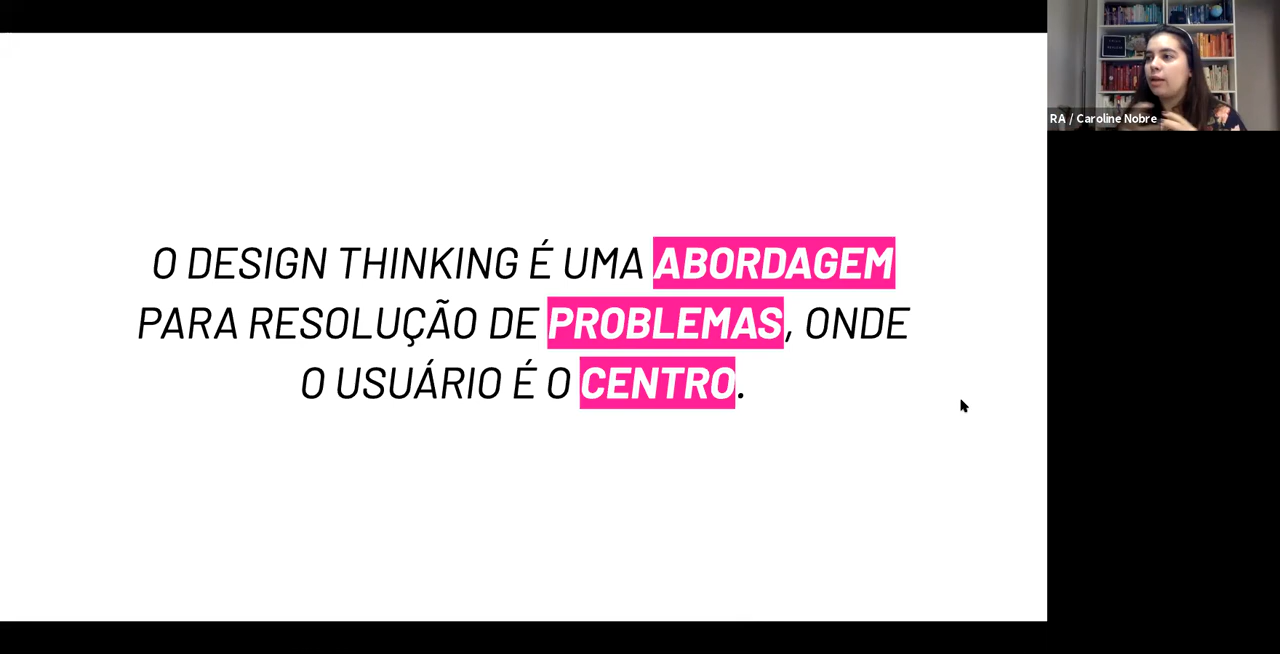 O DESIGN THINKING É UMA ABORDAGEM
PARA RESOLUÇÃO DE PROBLEMAS, ONDE
O USUÁRIO É O CENTRO.
RA / Caroline Nobre